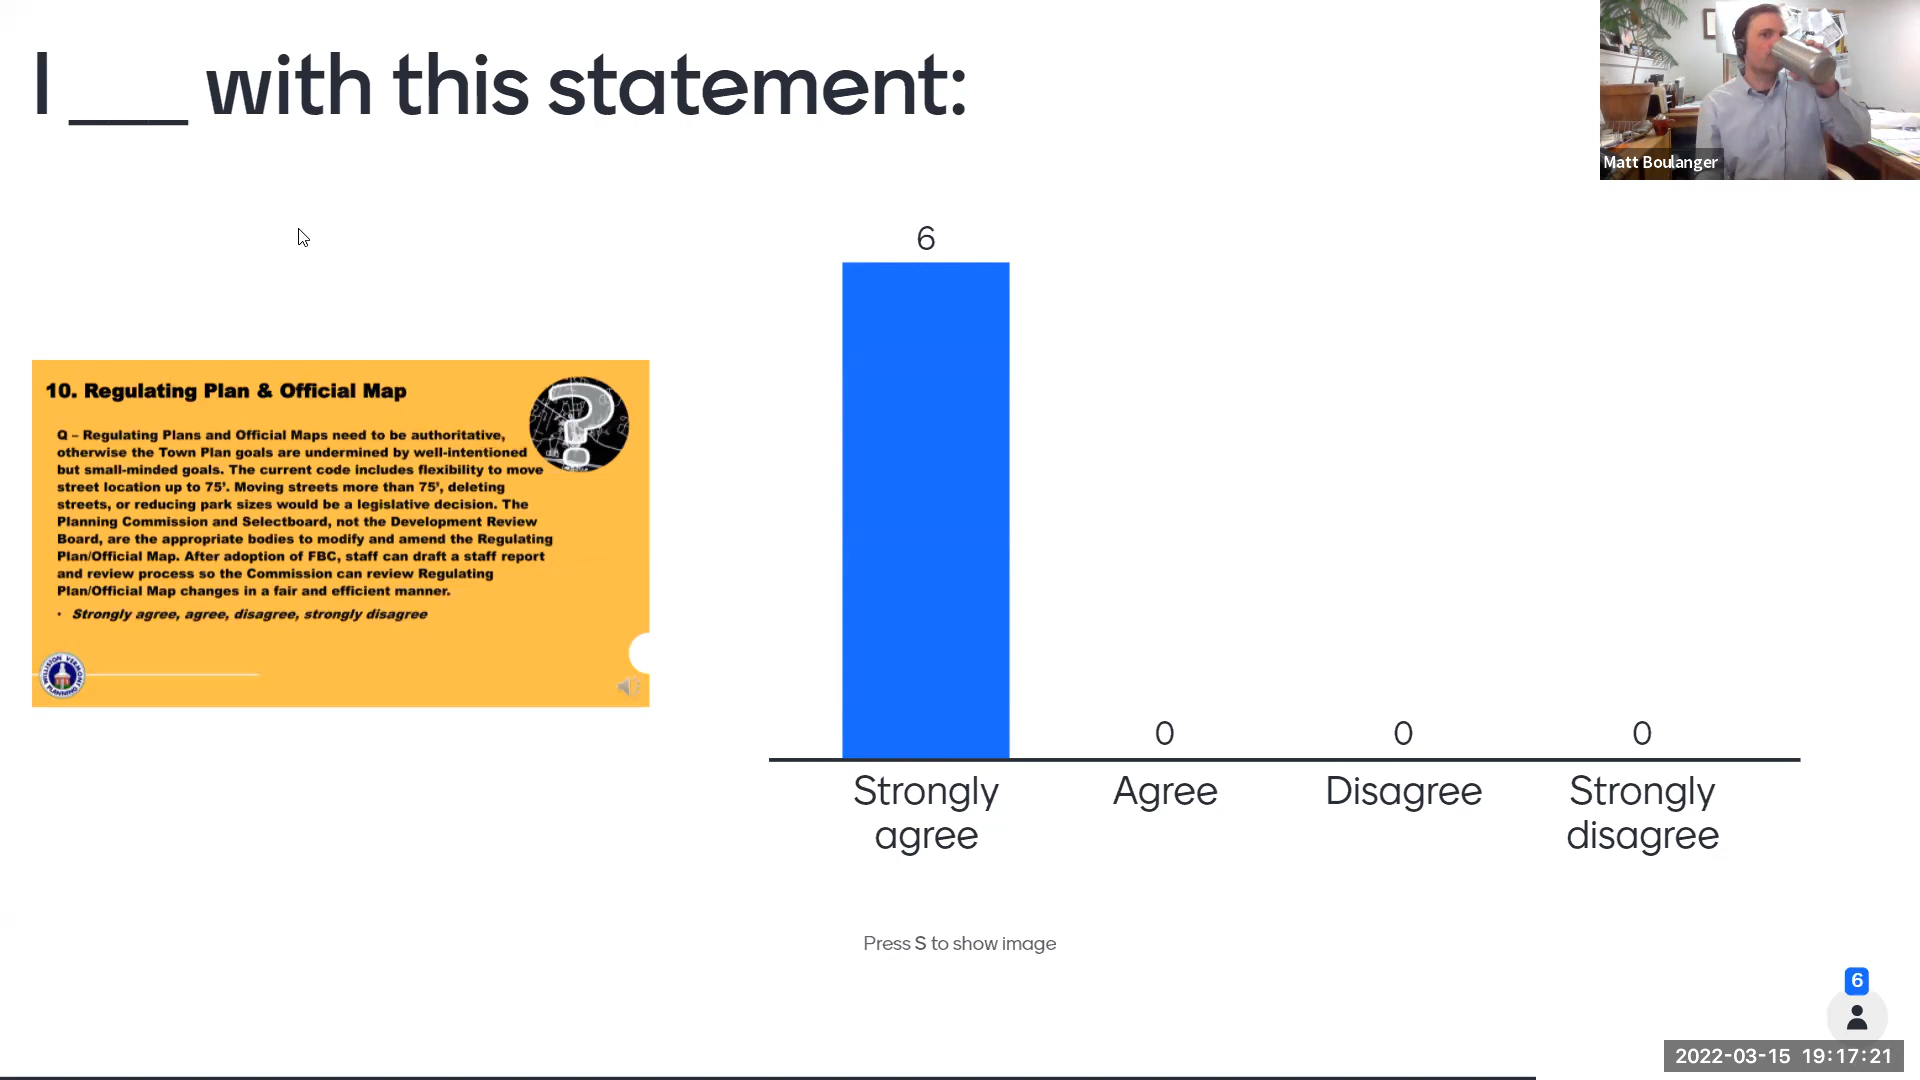 I ___ with this statement:
Matt Boulanger
6
10. Regulating Plan & Official Map
Q – Regulating Plans and Official Maps need to be authoritative,
otherwise the Town Plan goals are undermined by well-intentioned
but small-minded goals. The current code includes flexibility to move
street location up to 75’. Moving streets more than 75’, deleting
streets, or reducing park sizes would be a legislative decision. The
Planning Commission and Selectboard, not the Development Review
Board, are the appropriate bodies to modify and amend the Regulating
Plan/Official Map. After adoption of FBC, staff can draft a staff report
and review process so the Commission can review Regulating
Plan/Official Map changes in a fair and efficient manner.
• Strongly agree, agree, disagree, strongly disagree
WILLISTON VERMONT
PLANNING
0 0 0
Strongly agree
Agree
Disagree
Strongly disagree
Press S to show image
6
2022-03-15 19:17:21